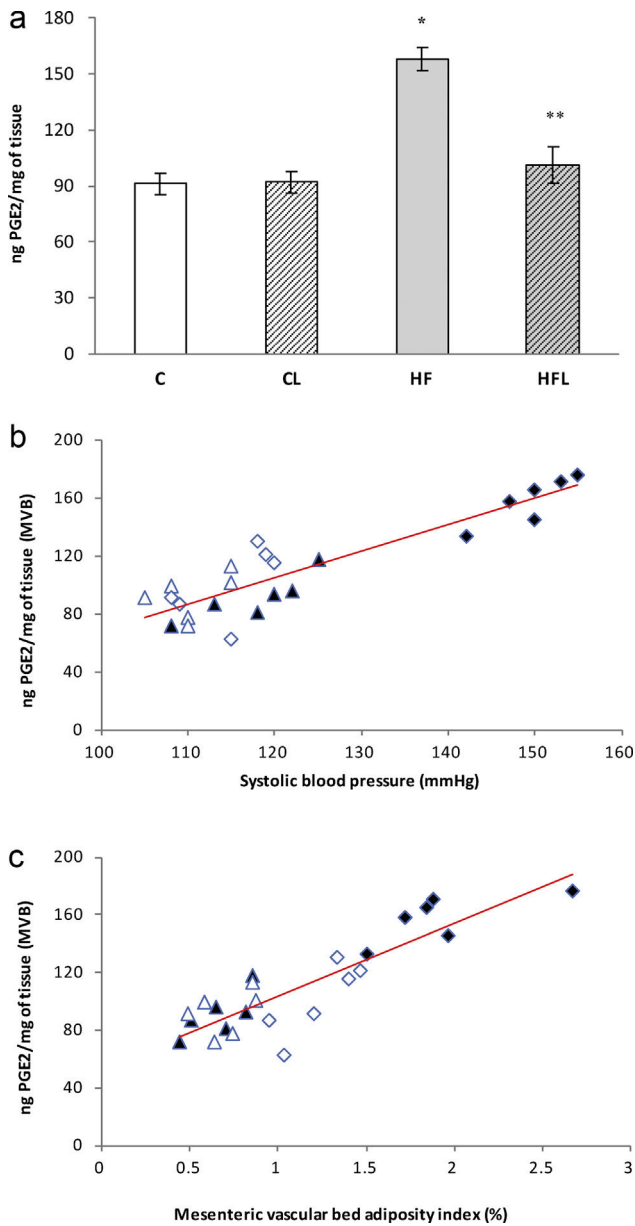 a
180
150
120
90
60
30
0
ng PGE2/mg of tissue
*
**
C CL HF HFL
b
200
160
120
80
40
0
ng PGE2/mg of tissue (MVB)
100 110 120 130 140 150 160
Systolic blood pressure (mmHg)
c
200
160
120
80
40
0
ng PGE2/mg of tissue (MVB)
0 0.5 1 1.5 2 2.5 3
Mesenteric vascular bed adiposity index (%)